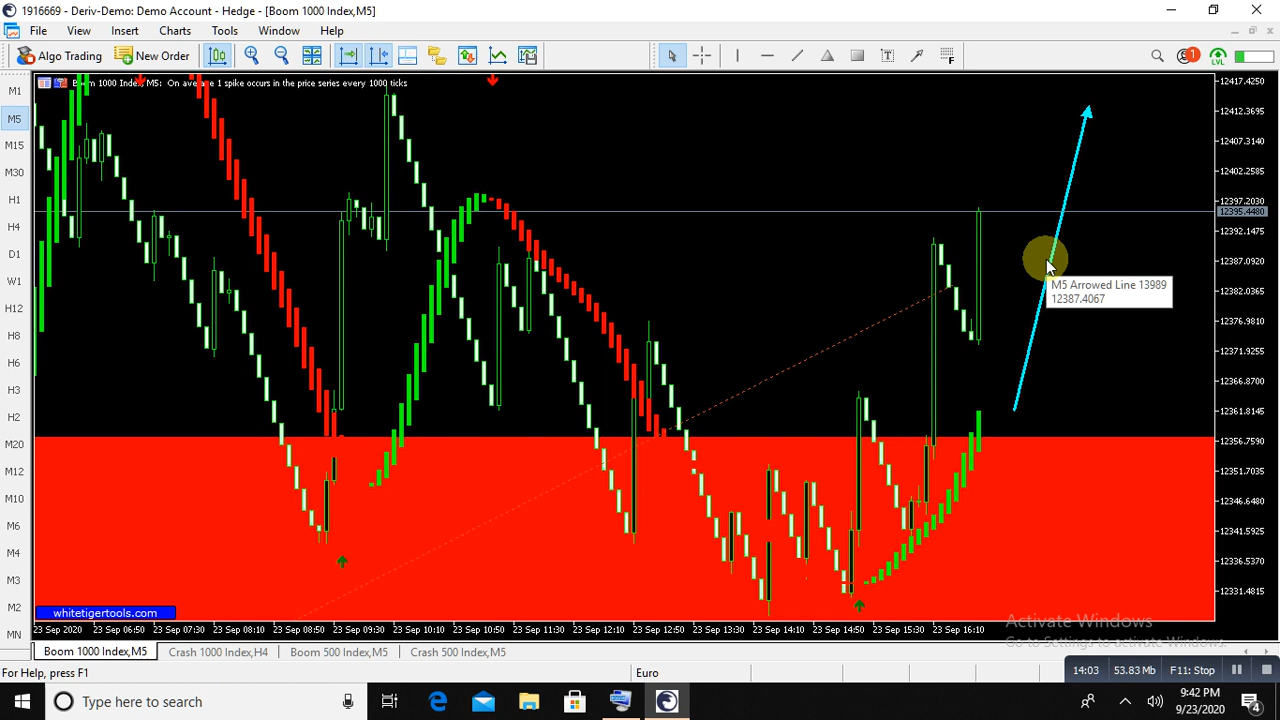 1916669 - Deriv-Demo: Demo Account - Hedge - [Boom 1000 Index,M5]
File View Insert Charts Tools Window Help
Algo Trading New Order
1
LVL
F
M1
M5
M15
M30
H1
H4
D1
W1
H12
H8
H6
H3
H2
M20
M12
M10
M6
M4
M3
M2
MN
Boom 1000 Index, M5: On average 1 spike occurs in the price series every 1000 ticks
12417.4250
12412.3695
12407.3140
12402.2585
12397.2030
12395.4480
12392.1475
12387.0920
12382.0365
12376.9810
12371.9255
12366.8700
12361.8145
12356.7590
12351.7035
12346.6480
12341.5925
12336.5370
12331.4815
M5 Arrowed Line 13989
12387.4067
whitetigertools.com
23 Sep 2020 23 Sep 06:50 23 Sep 07:30 23 Sep 08:10 23 Sep 08:50 23 Sep 09:30 23 Sep 10:10 23 Sep 10:50 23 Sep 11:30 23 Sep 12:10 23 Sep 12:50 23 Sep 13:30 23 Sep 14:10 23 Sep 14:50 23 Sep 15:30 23 Sep 16:10
Activate Windows
Go to Settings to activate Windows.
Boom 1000 Index,M5 Crash 1000 Index,H4 Boom 500 Index,M5 Crash 500 Index,M5
For Help, press F1 Euro
14:03 53.83 Mb F11: Stop
Type here to search
9:42 PM
9/23/2020
4